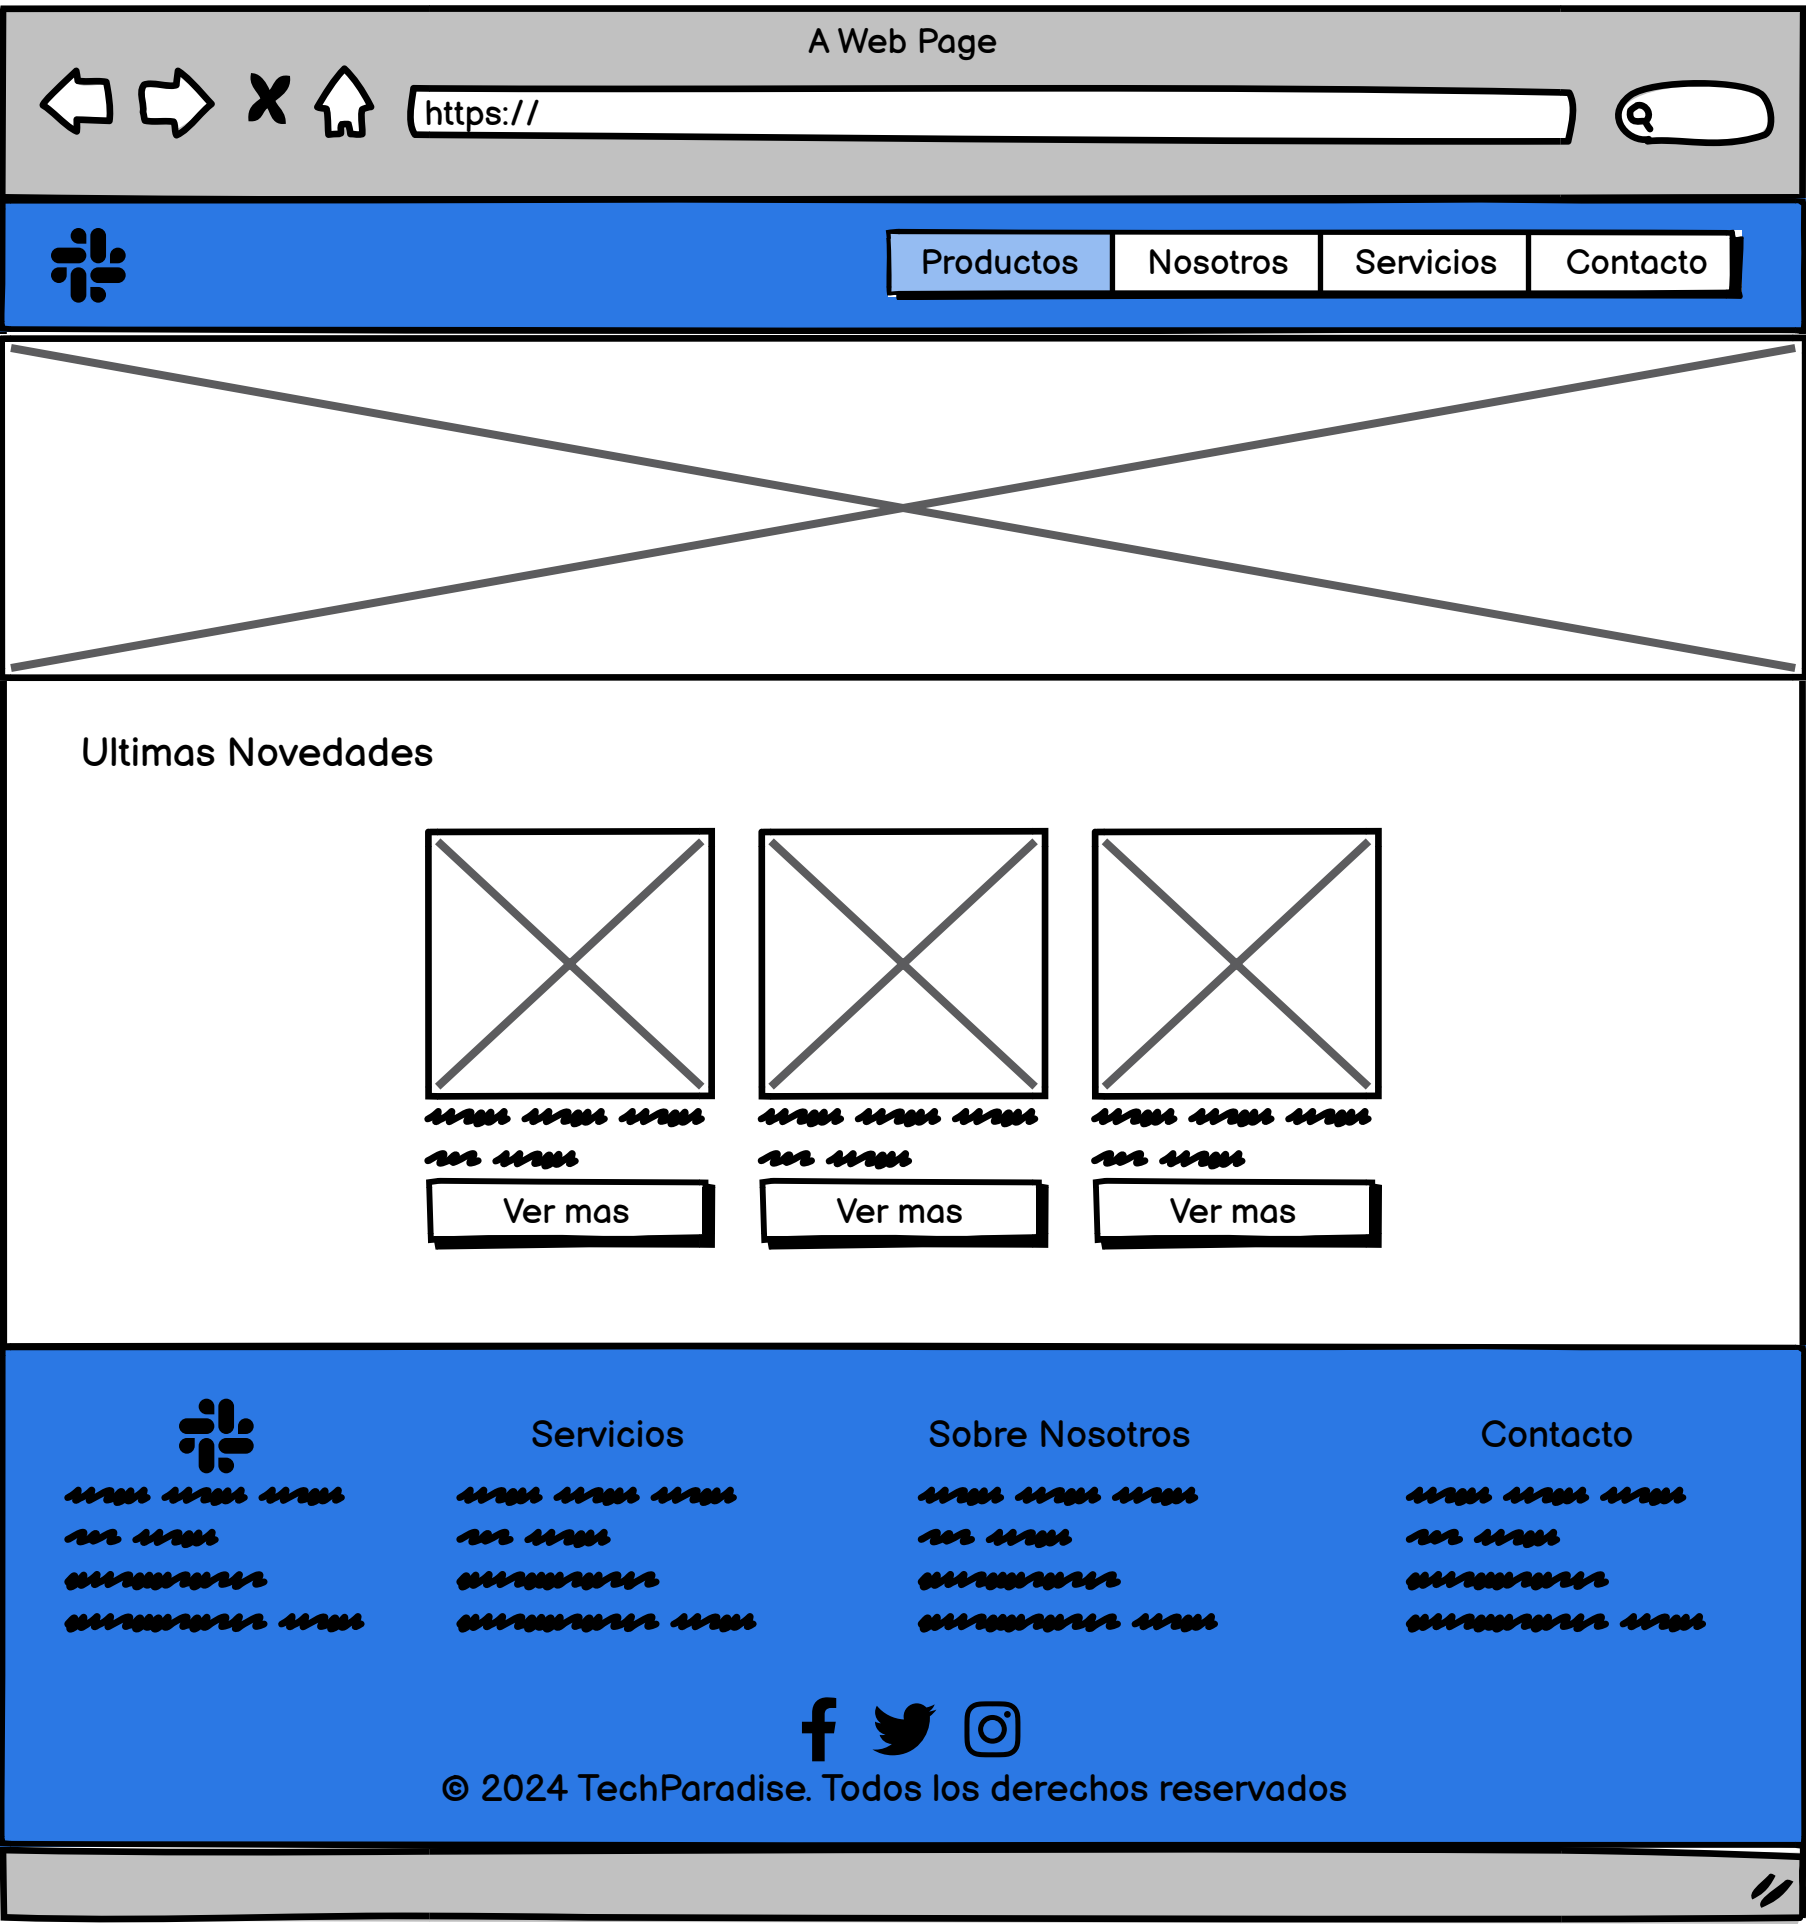 A Web Page
https://
Productos Nosotros Servicios Contacto
Ultimas Novedades
Ver mas Ver mas Ver mas
Servicios Sobre Nosotros Contacto
© 2024 TechParadise. Todos los derechos reservados